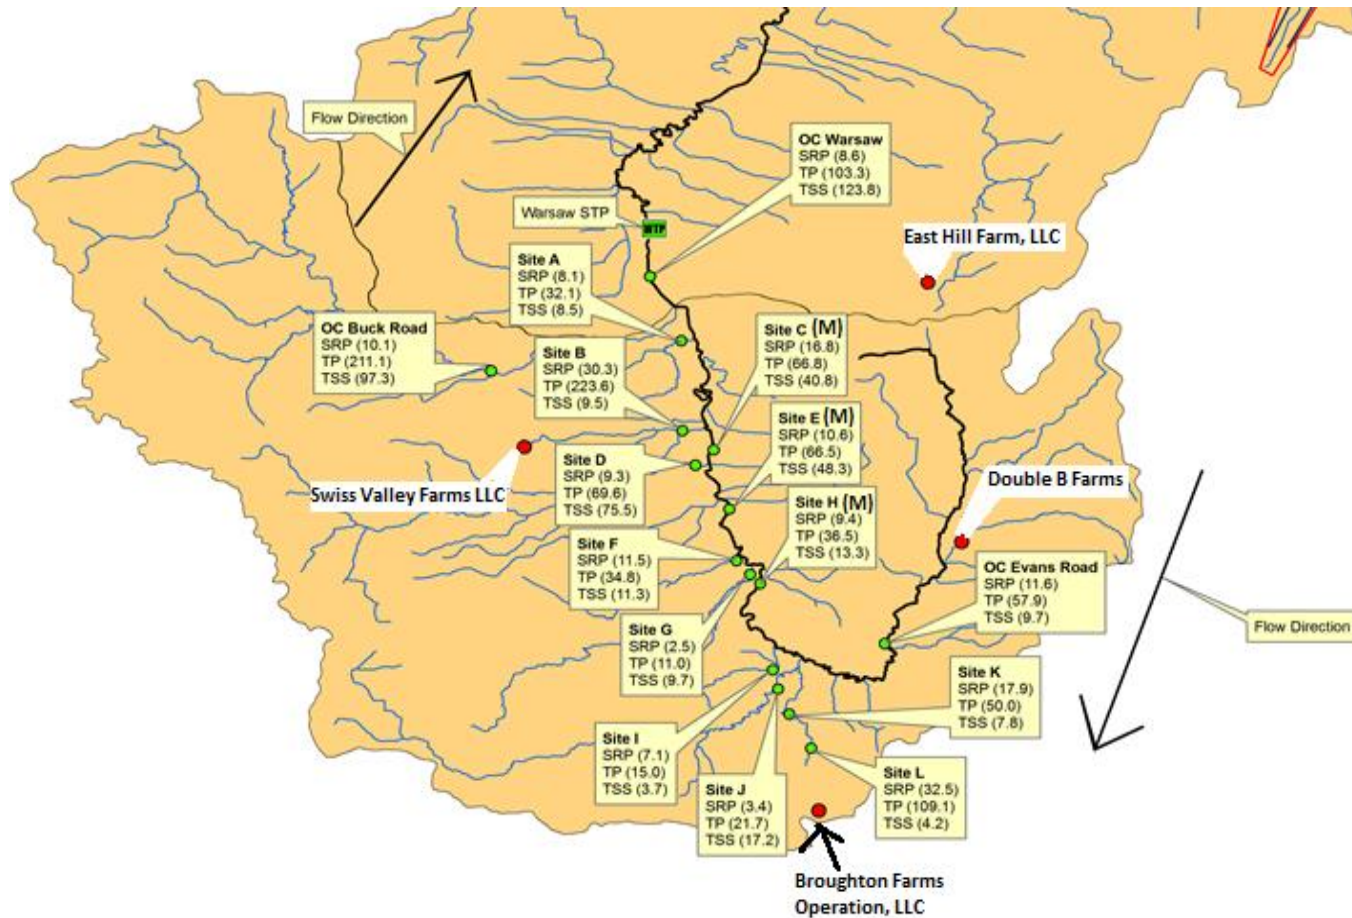 Flow Direction
OC Warsaw
SRP (8.6)
TP (103.3)
TSS (123.8)
Warsaw STP
WTP
East Hill Farm, LLC
Site A
SRP (8.1)
TP (32.1)
TSS (8.5)
OC Buck Road
SRP (10.1)
TP (211.1)
TSS (97.3)
Site B
SRP (30.3)
TP (223.6)
TSS (9.5)
Site C (M)
SRP (16.8)
TP (66.8)
TSS (40.8)
Site E (M)
SRP (10.6)
TP (66.5)
TSS (48.3)
Site D
SRP (9.3)
TP (69.6)
TSS (75.5)
Swiss Valley Farms LLC
Double B Farms
Site H (M)
SRP (9.4)
TP (36.5)
TSS (13.3)
Site F
SRP (11.5)
TP (34.8)
TSS (11.3)
OC Evans Road
SRP (11.6)
TP (57.9)
TSS (9.7)
Flow Direction
Site G
SRP (2.5)
TP (11.0)
TSS (9.7)
Site K
SRP (17.9)
TP (50.0)
TSS (7.8)
Site I
SRP (7.1)
TP (15.0)
TSS (3.7)
Site J
SRP (3.4)
TP (21.7)
TSS (17.2)
Site L
SRP (32.5)
TP (109.1)
TSS (4.2)
Broughton Farms
Operation, LLC